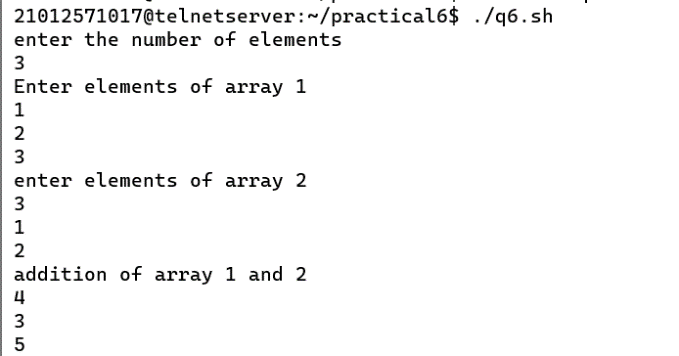 21012571017@telnetserver:~/practical6$ ./q6.sh
enter the number of elements
3
Enter elements of array 1
1
2
3
enter elements of array 2
3
1
2
addition of array 1 and 2
4
3
5